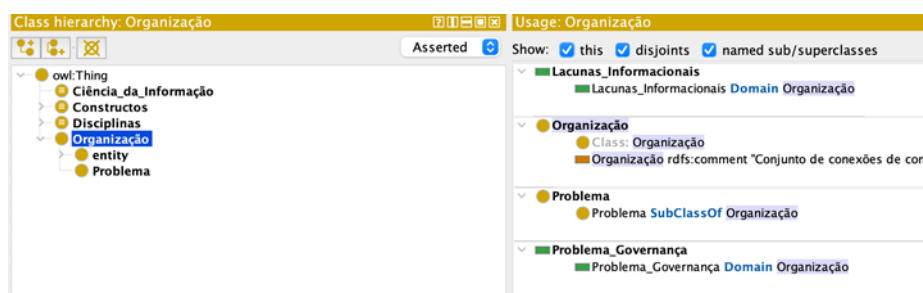 Class hierarchy: Organização
Asserted
owl:Thing
Ciência_da_Informação
Constructos
Disciplinas
Organização
entity
Problema
Usage: Organização
Show: this disjoints named sub/superclasses
Lacunas_Informacionais
Lacunas_Informacionais Domain Organização
Organização
Class: Organização
Organização rdfs:comment "Conjunto de conexões de cor
Problema
Problema SubClassOf Organização
Problema_Governança
Problema_Governança Domain Organização